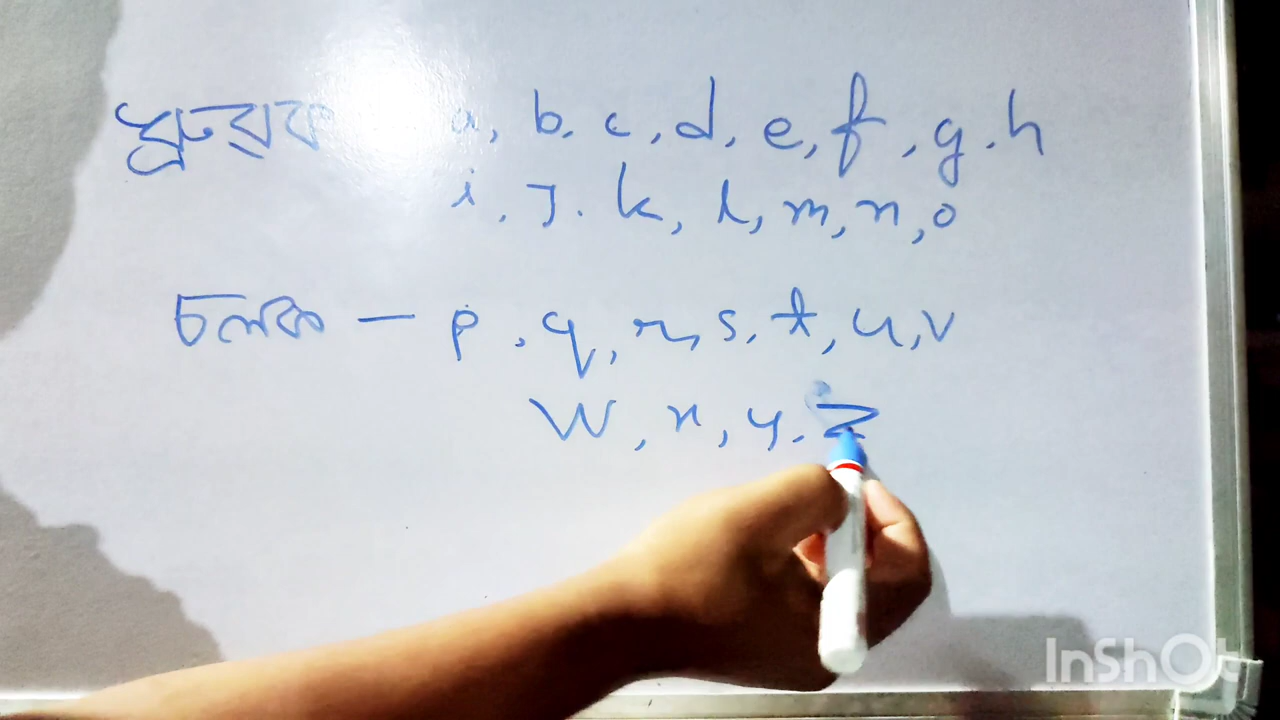 ধ্রুবক a, b, c, d, e, f, g, h
i, J, k, l, m, n, o
চলক — p, q, r, s, t, u, v
W, x, y, Z
InShOt